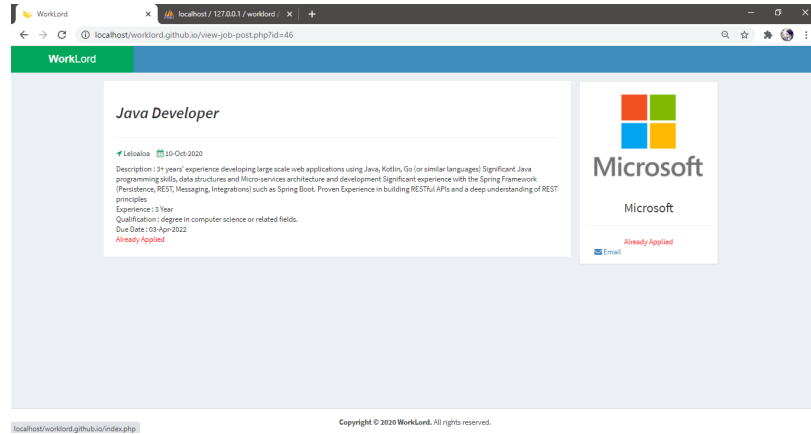 WorkLord
localhost / 127.0.0.1 / worklord /
localhost/worklord.github.io/view-job-post.php?id=46
WorkLord
Java Developer
Leloaloa 10-Oct-2020
Description : 3+ years' experience developing large scale web applications using Java, Kotlin, Go (or similar languages) Significant Java
programming skills, data structures and Micro-services architecture and development Significant experience with the Spring Framework
(Persistence, REST, Messaging, Integrations) such as Spring Boot. Proven Experience in building RESTful APIs and a deep understanding of REST
principles
Experience : 3 Year
Qualification : degree in computer science or related fields.
Due Date : 03-Apr-2022
Already Applied
Microsoft
Microsoft
Already Applied
Email
Copyright © 2020 WorkLord. All rights reserved.
localhost/worklord.github.io/index.php